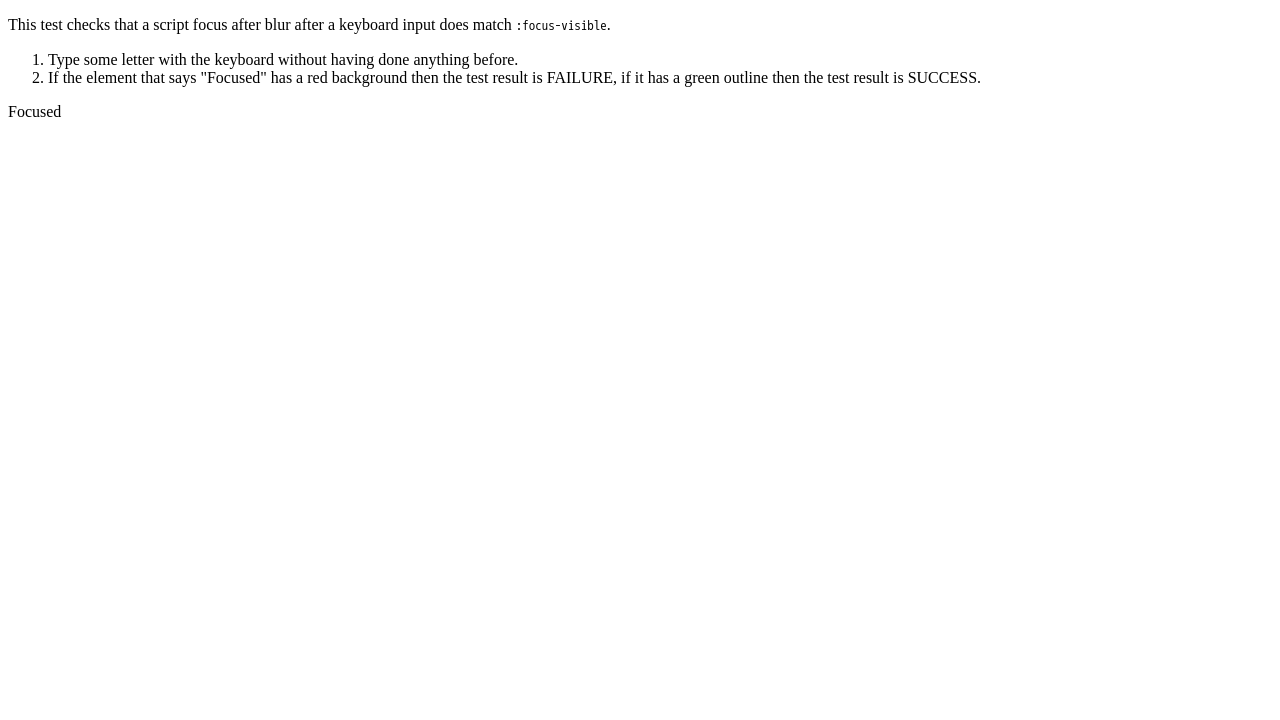 This test checks that a script focus after blur after a keyboard input does match :focus-visible.
1. Type some letter with the keyboard without having done anything before.
2. If the element that says "Focused" has a red background then the test result is FAILURE, if it has a green outline then the test result is SUCCESS.
Focused